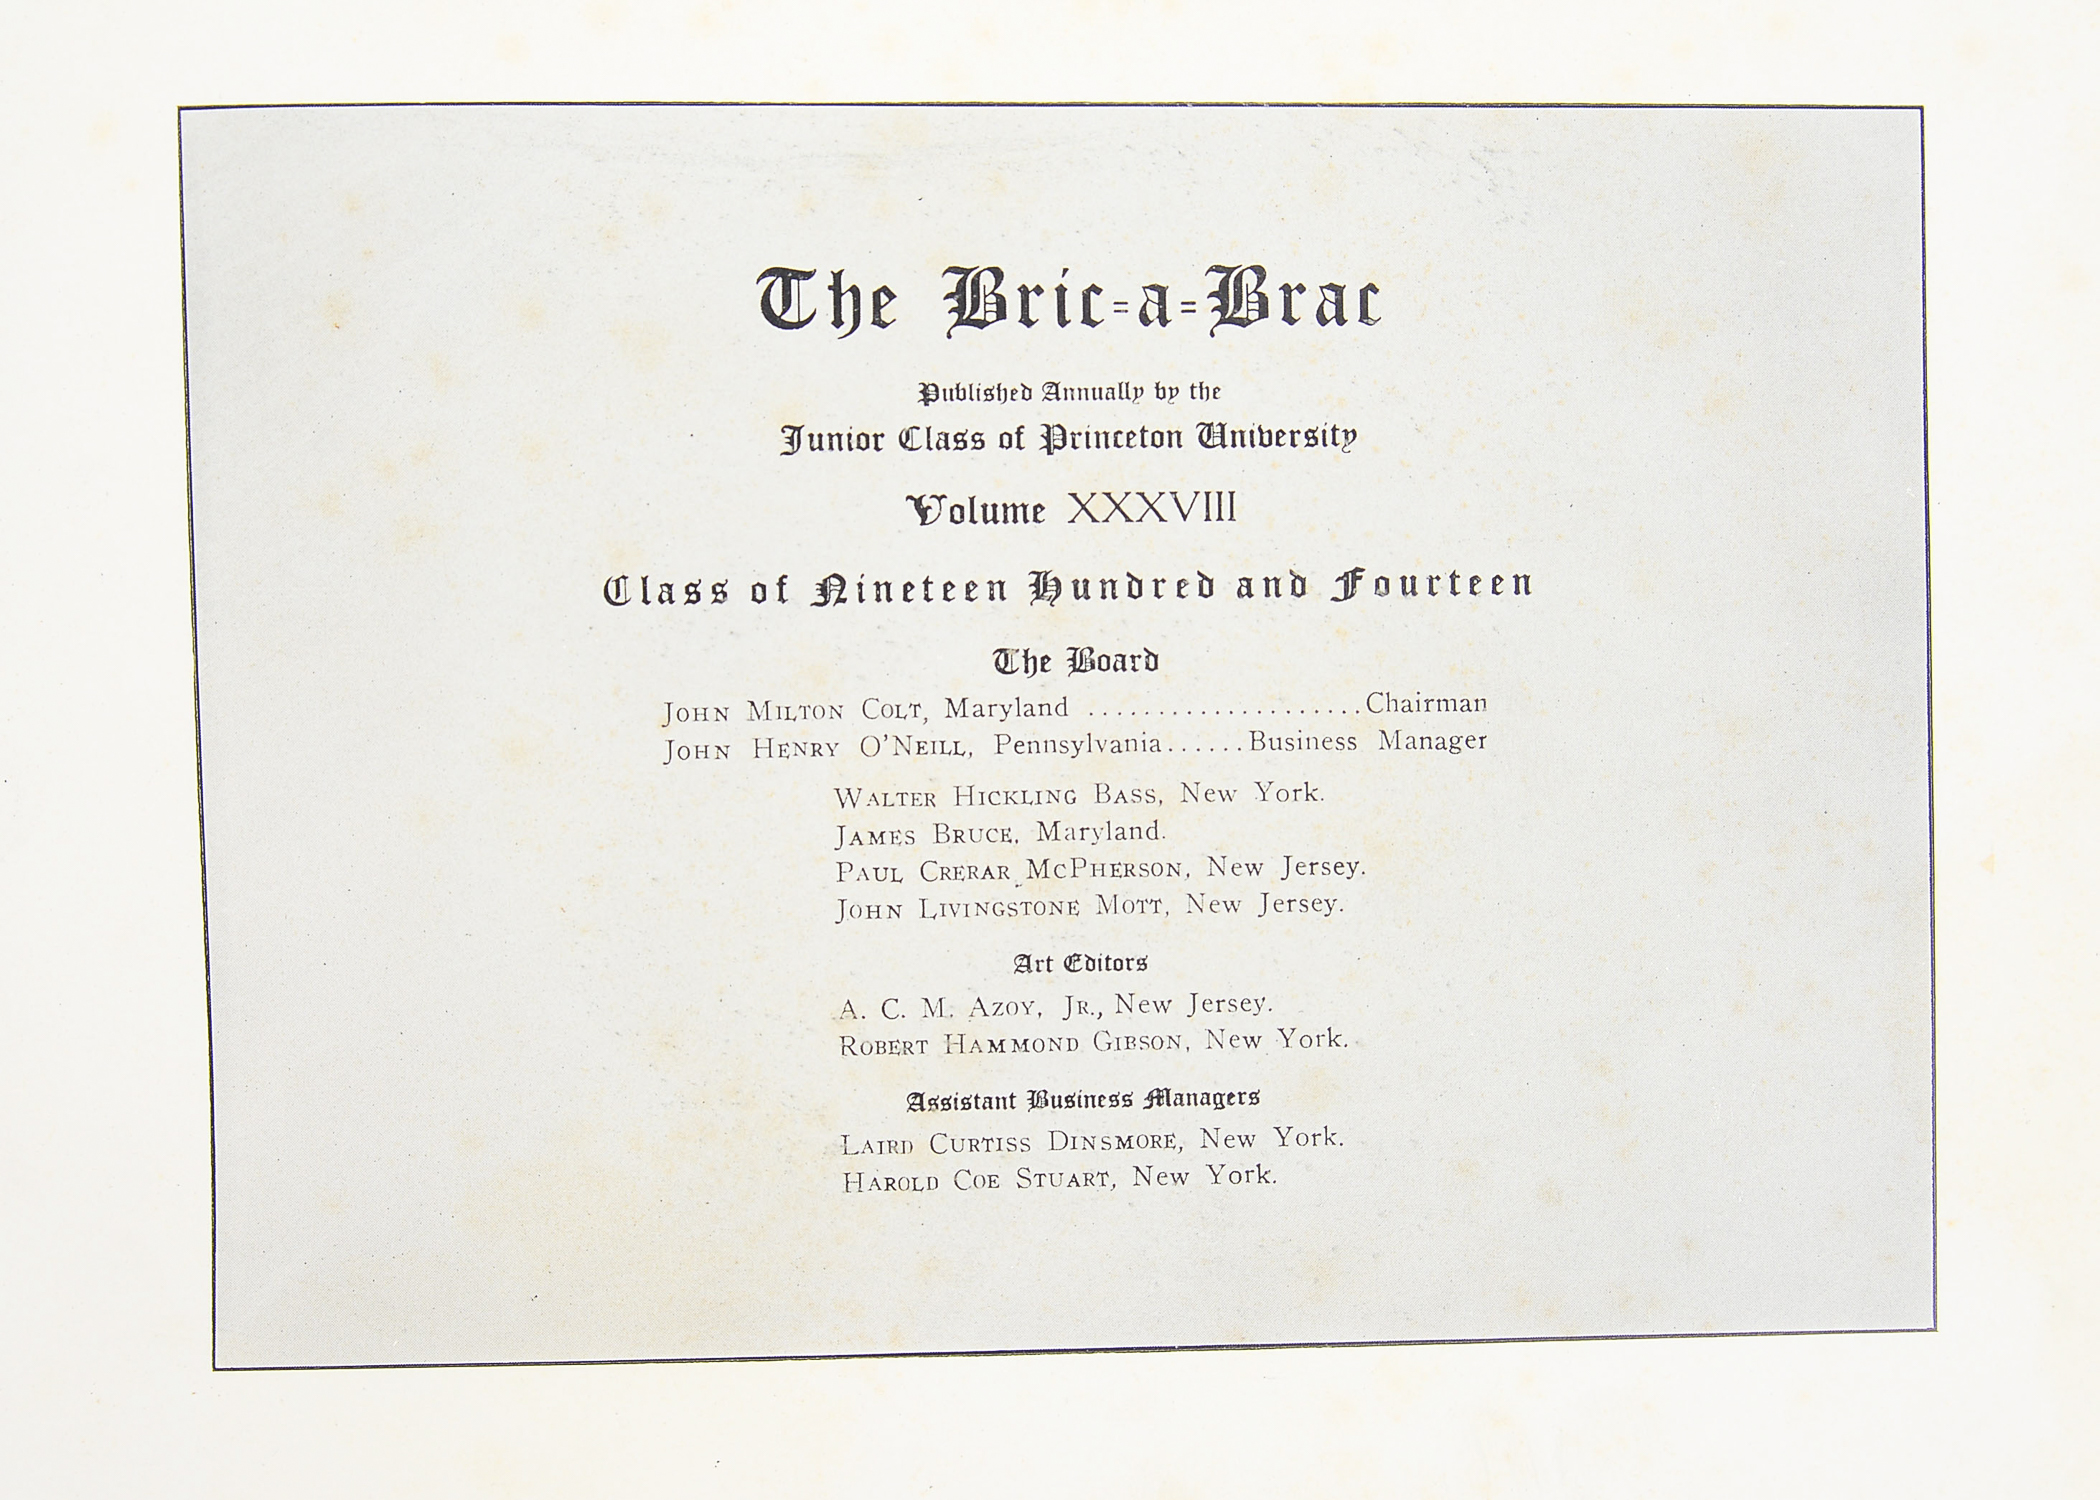 The Bric=a=Brac
Published Annually by the
Junior Class of Princeton University
Volume XXXVIII
Class of Nineteen Hundred and Fourteen
The Board
JOHN MILTON COLT, Maryland ....................Chairman
JOHN HENRY O'NEILL, Pennsylvania......Business Manager
WALTER HICKLING BASS, New York.
JAMES BRUCE, Maryland.
PAUL CRERAR McPHERSON, New Jersey.
JOHN LIVINGSTONE MOTT, New Jersey.
Art Editors
A. C. M. AZOY, JR., New Jersey.
ROBERT HAMMOND GIBSON, New York.
Assistant Business Managers
LAIRD CURTISS DINSMORE, New York.
HAROLD COE STUART, New York.